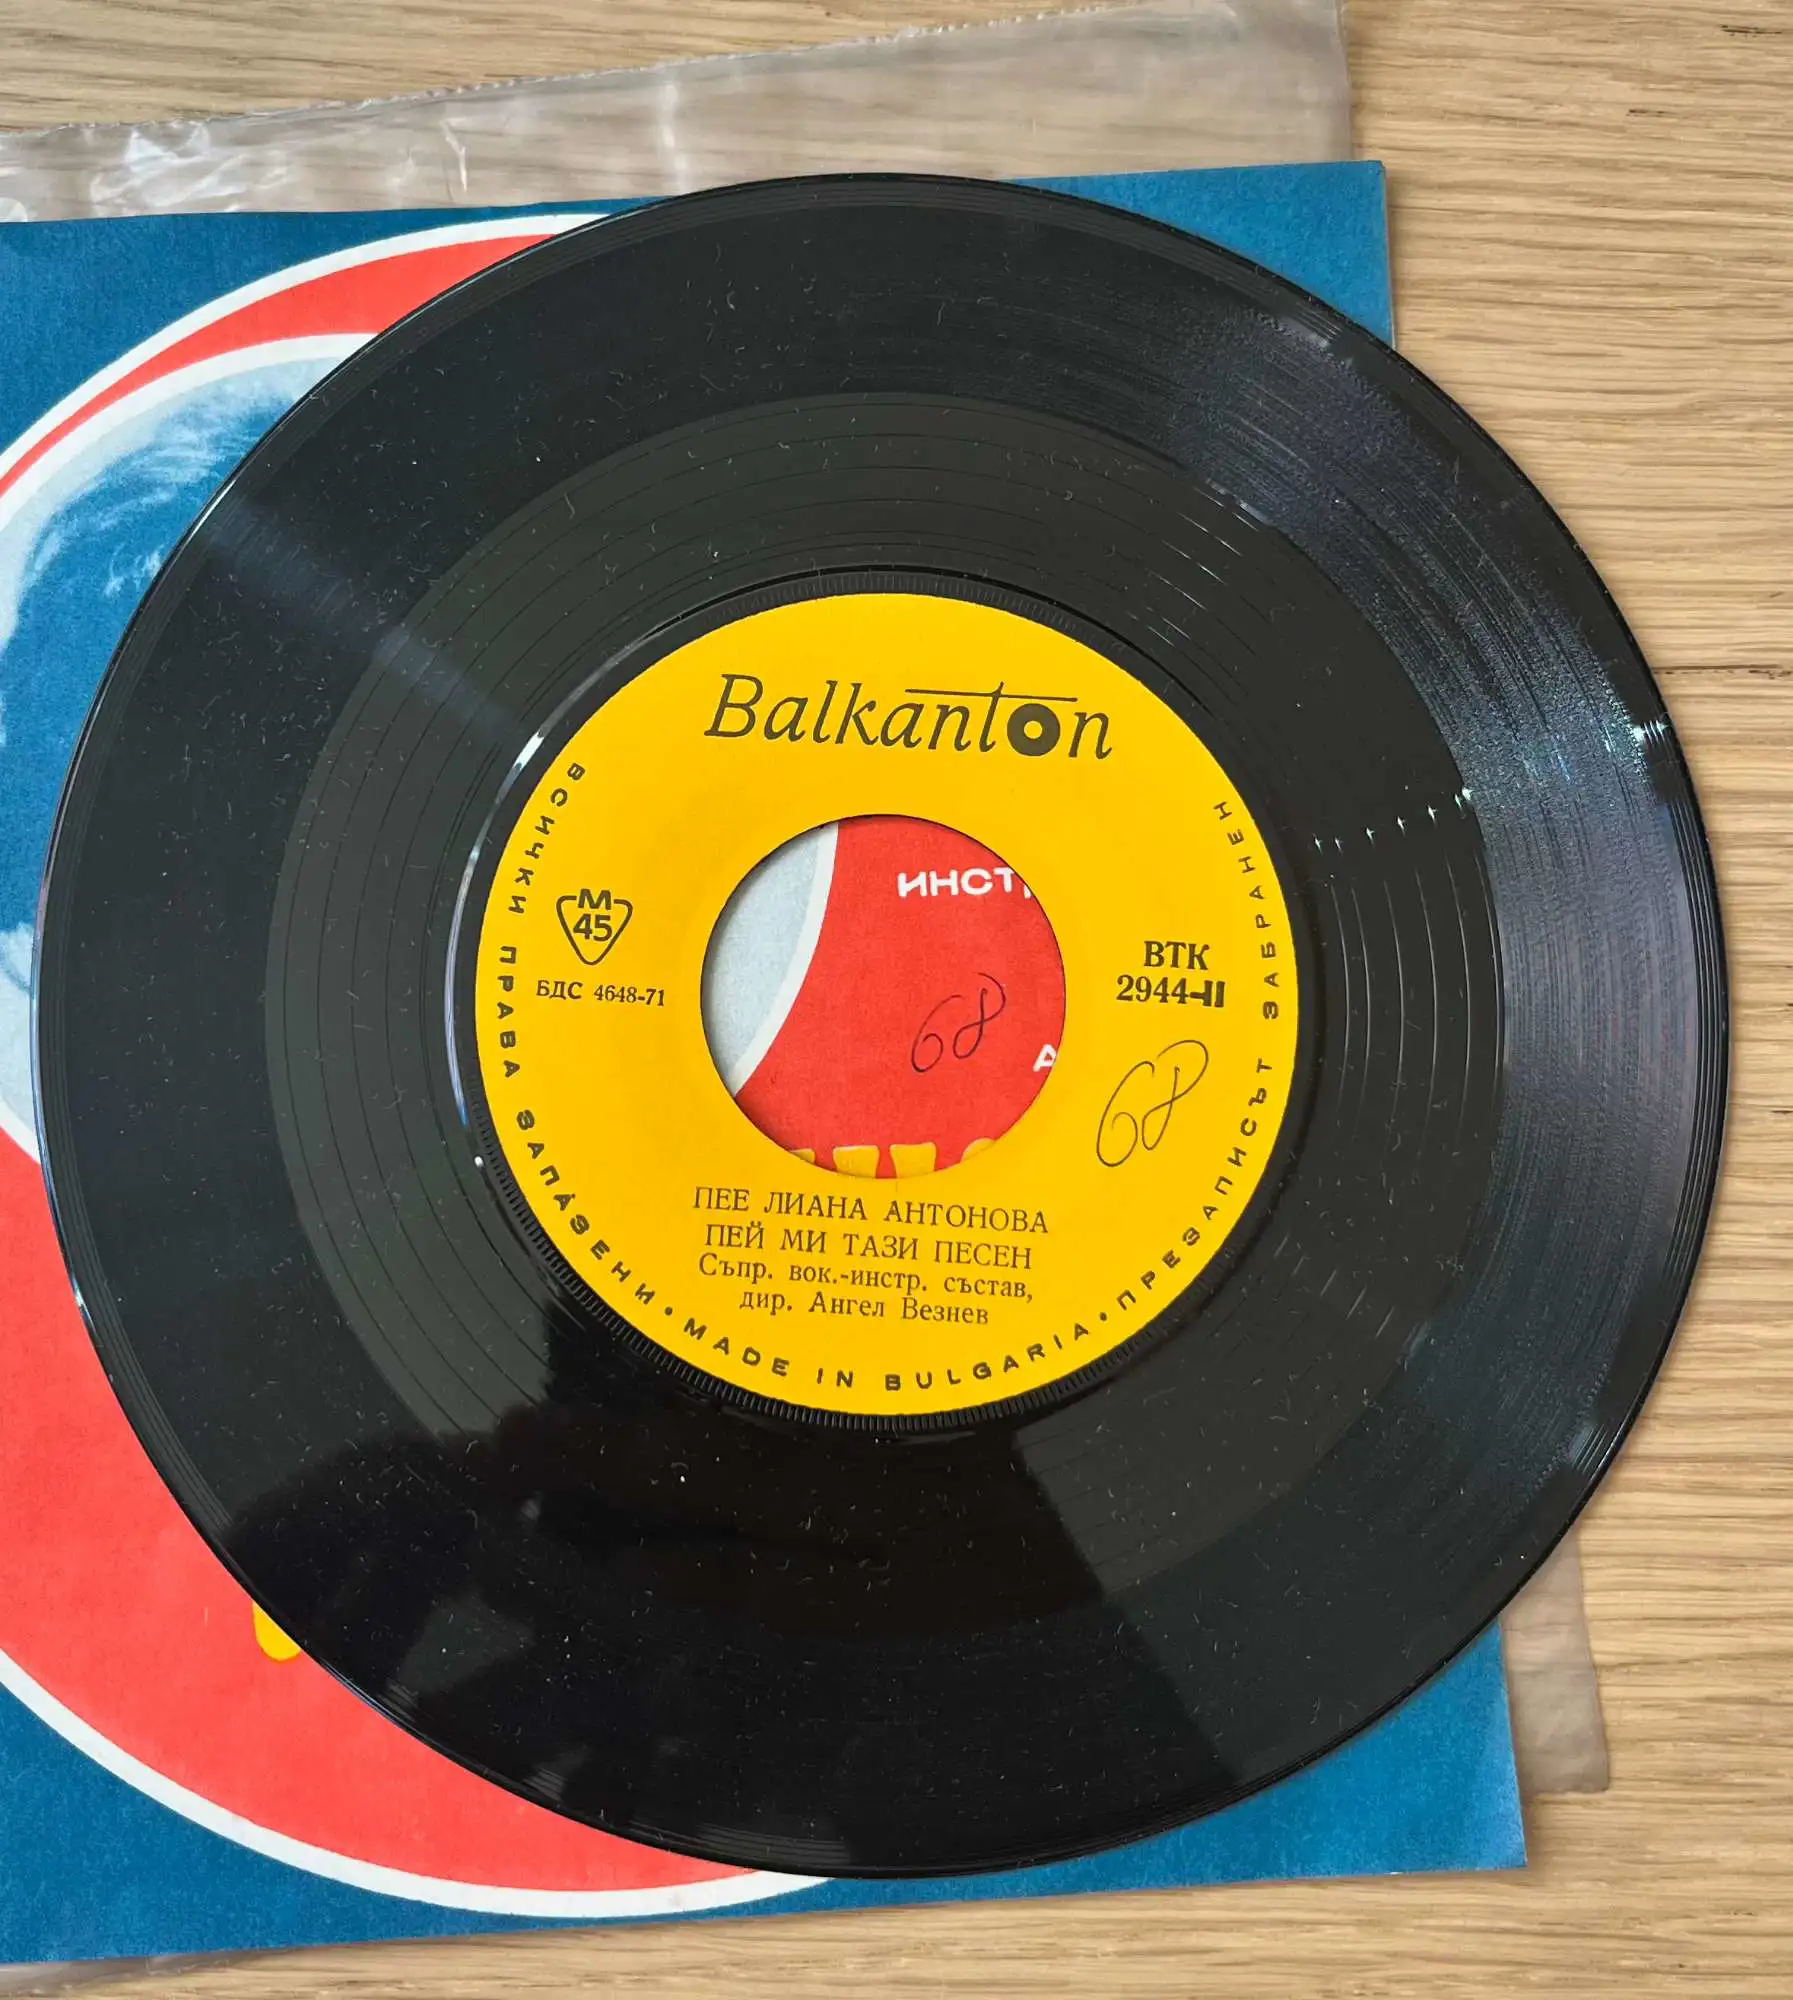 Balkanton
ВСИЧКИ ПРАВА ЗАПАЗЕНИ • MADE IN BULGARIA • ПРЕЗАПИСЪТ ЗАБРАНЕН
М
45
БДС 4648-71
ВТК
2944-II
68
ИНСТ
68
А
ПЕЕ ЛИАНА АНТОНОВА
ПЕЙ МИ ТАЗИ ПЕСЕН
Съпр. вок.-инстр. състав,
дир. Ангел Везнев